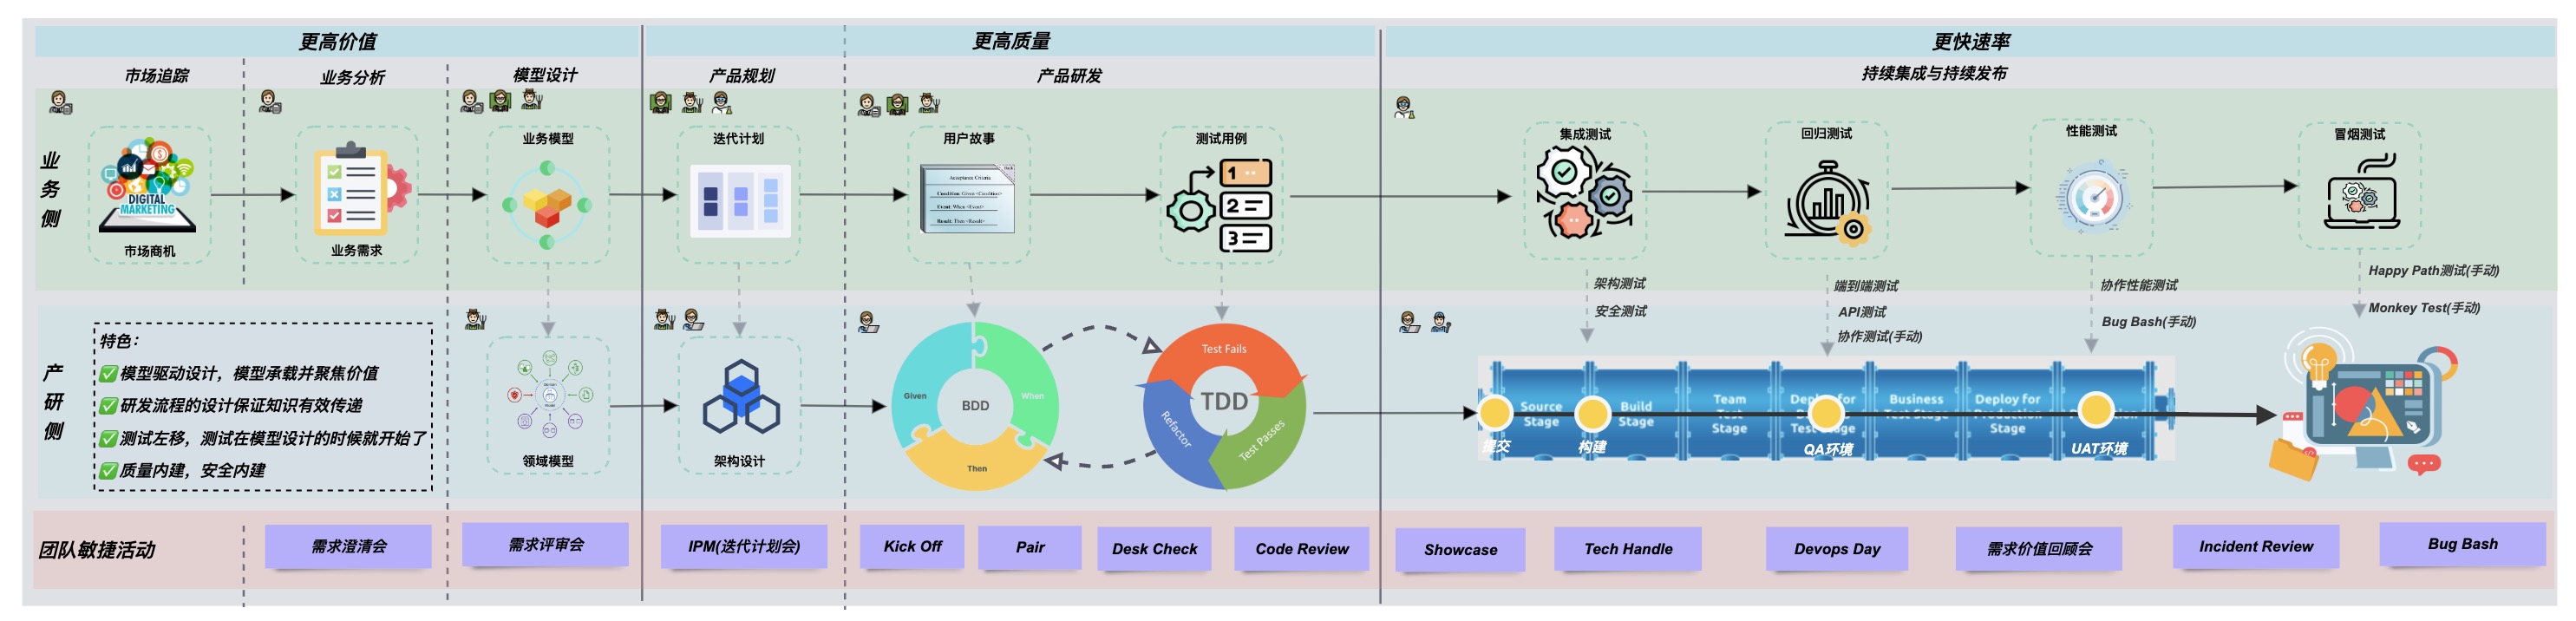 更高价值
更高质量
更快速率
市场追踪
业务分析
模型设计
产品规划
产品研发
持续集成与持续发布
业务侧
DIGITAL
MARKETING
市场商机
业务需求
业务模型
迭代计划
用户故事
Acceptance Criteria
Condition: Given <Condition>
Event: When <Event>
Result: Then <Result>
测试用例
1
2
3
集成测试
回归测试
性能测试
冒烟测试
架构测试
安全测试
端到端测试
API测试
协作测试(手动)
协作性能测试
Bug Bash(手动)
Happy Path测试(手动)
Monkey Test(手动)
产研侧
特色：
模型驱动设计，模型承载并聚焦价值
研发流程的设计保证知识有效传递
测试左移，测试在模型设计的时候就开始了
质量内建，安全内建
领域模型
架构设计
BDD
Given
When
Then
TDD
Test Fails
Test Passes
Refactor
Source
Stage
Build
Stage
Team
Test
Stage
Business
Test Stage
Deploy for
Production
Stage
提交
构建
QA环境
UAT环境
团队敏捷活动
需求澄清会
需求评审会
IPM(迭代计划会)
Kick Off
Pair
Desk Check
Code Review
Showcase
Tech Handle
Devops Day
需求价值回顾会
Incident Review
Bug Bash